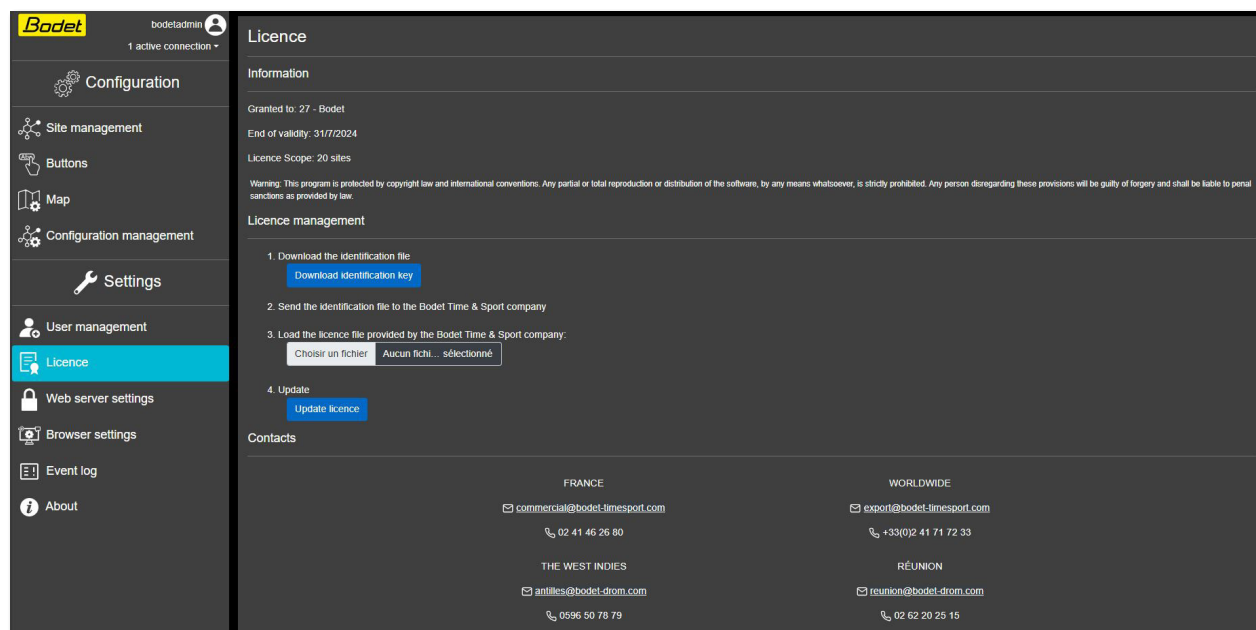 Bodet
bodetadmin
1 active connection
Configuration
Site management
Buttons
Map
Configuration management
Settings
User management
Licence
Web server settings
Browser settings
Event log
About
Licence
Information
Granted to: 27 - Bodet
End of validity: 31/7/2024
Licence Scope: 20 sites
Warning: This program is protected by copyright law and international conventions. Any partial or total reproduction or distribution of the software, by any means whatsoever, is strictly prohibited. Any person disregarding these provisions will be guilty of forgery and shall be liable to penal
sanctions as provided by law.
Licence management
1. Download the identification file
Download identification key
2. Send the identification file to the Bodet Time & Sport company
3. Load the licence file provided by the Bodet Time & Sport company:
Choisir un fichier Aucun fichi... sélectionné
4. Update
Update licence
Contacts
FRANCE WORLDWIDE
commercial@bodet-timesport.com export@bodet-timesport.com
02 41 46 26 80 +33(0)2 41 71 72 33
THE WEST INDIES RÉUNION
antilles@bodet-drom.com reunion@bodet-drom.com
0596 50 78 79 02 62 20 25 15